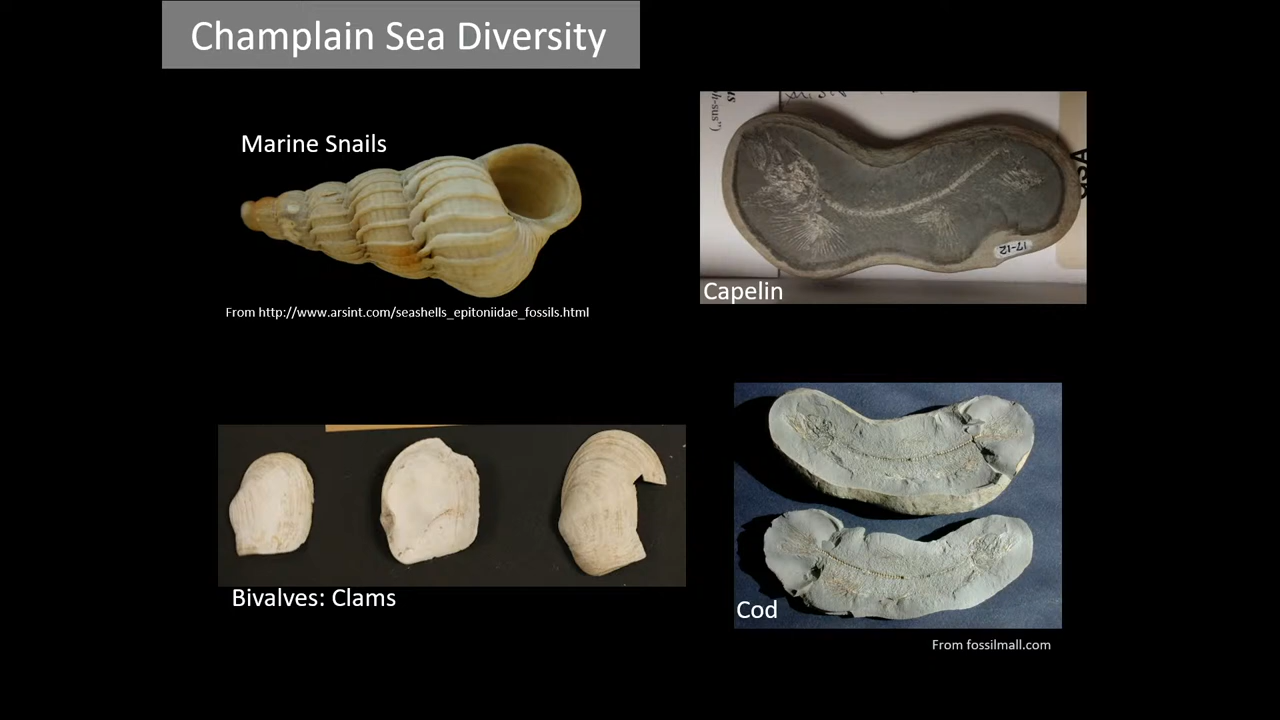 Champlain Sea Diversity
Marine Snails
From http://www.arsint.com/seashells_epitoniidae_fossils.html
Capelin
17-12
Bivalves: Clams
Cod
From fossilmall.com